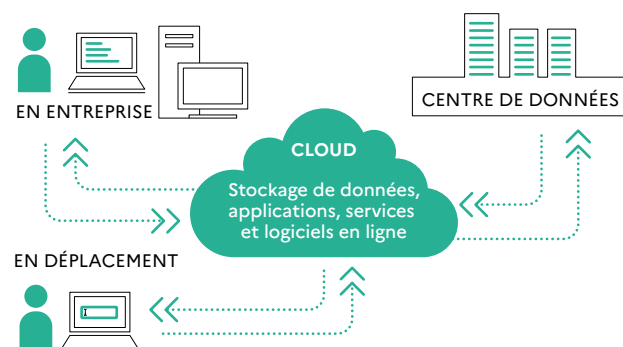 EN ENTREPRISE
CENTRE DE DONNÉES
CLOUD
Stockage de données,
applications, services
et logiciels en ligne
EN DÉPLACEMENT